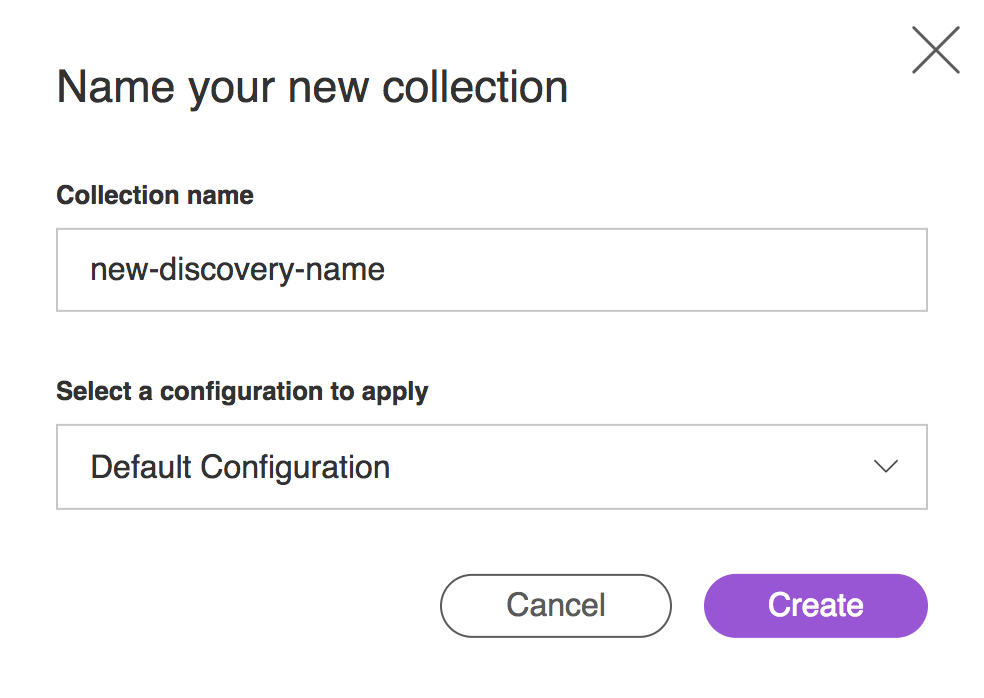 Name your new collection
Collection name
new-discovery-name
Select a configuration to apply
Default Configuration
Cancel
Create